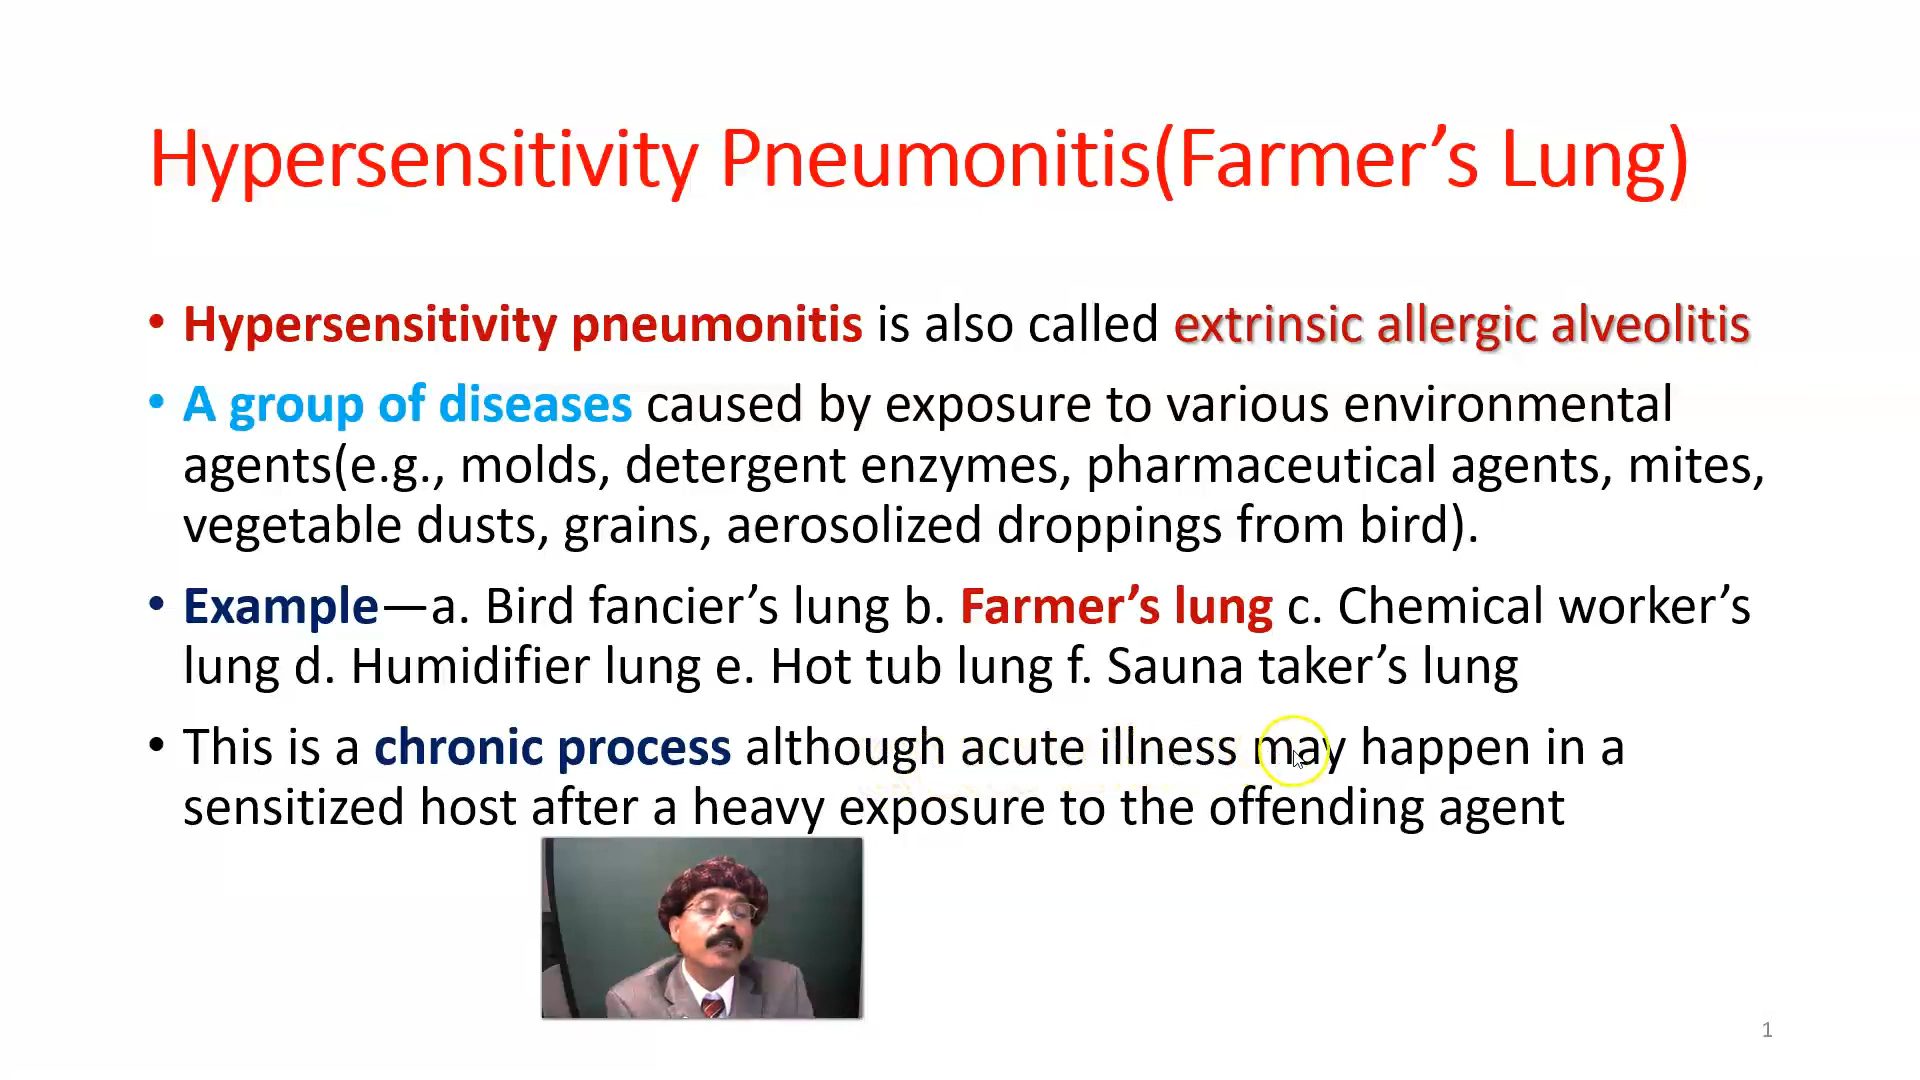 Hypersensitivity Pneumonitis(Farmer’s Lung)
• Hypersensitivity pneumonitis is also called extrinsic allergic alveolitis
• A group of diseases caused by exposure to various environmental
agents(e.g., molds, detergent enzymes, pharmaceutical agents, mites,
vegetable dusts, grains, aerosolized droppings from bird).
• Example—a. Bird fancier’s lung b. Farmer’s lung c. Chemical worker’s
lung d. Humidifier lung e. Hot tub lung f. Sauna taker’s lung
• This is a chronic process although acute illness may happen in a
sensitized host after a heavy exposure to the offending agent
1